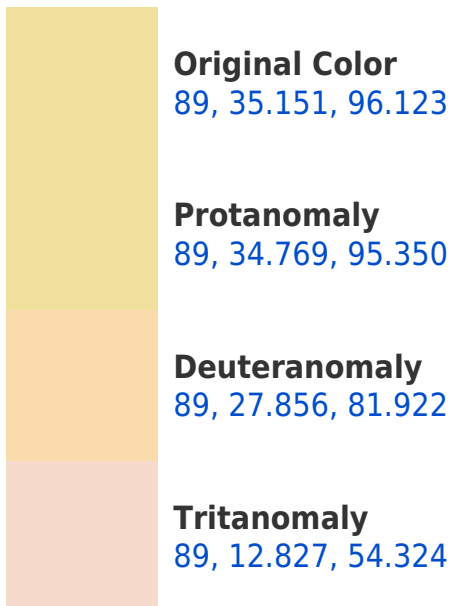 Original Color
89, 35.151, 96.123
Protanomaly
89, 34.769, 95.350
Deuteranomaly
89, 27.856, 81.922
Tritanomaly
89, 12.827, 54.324